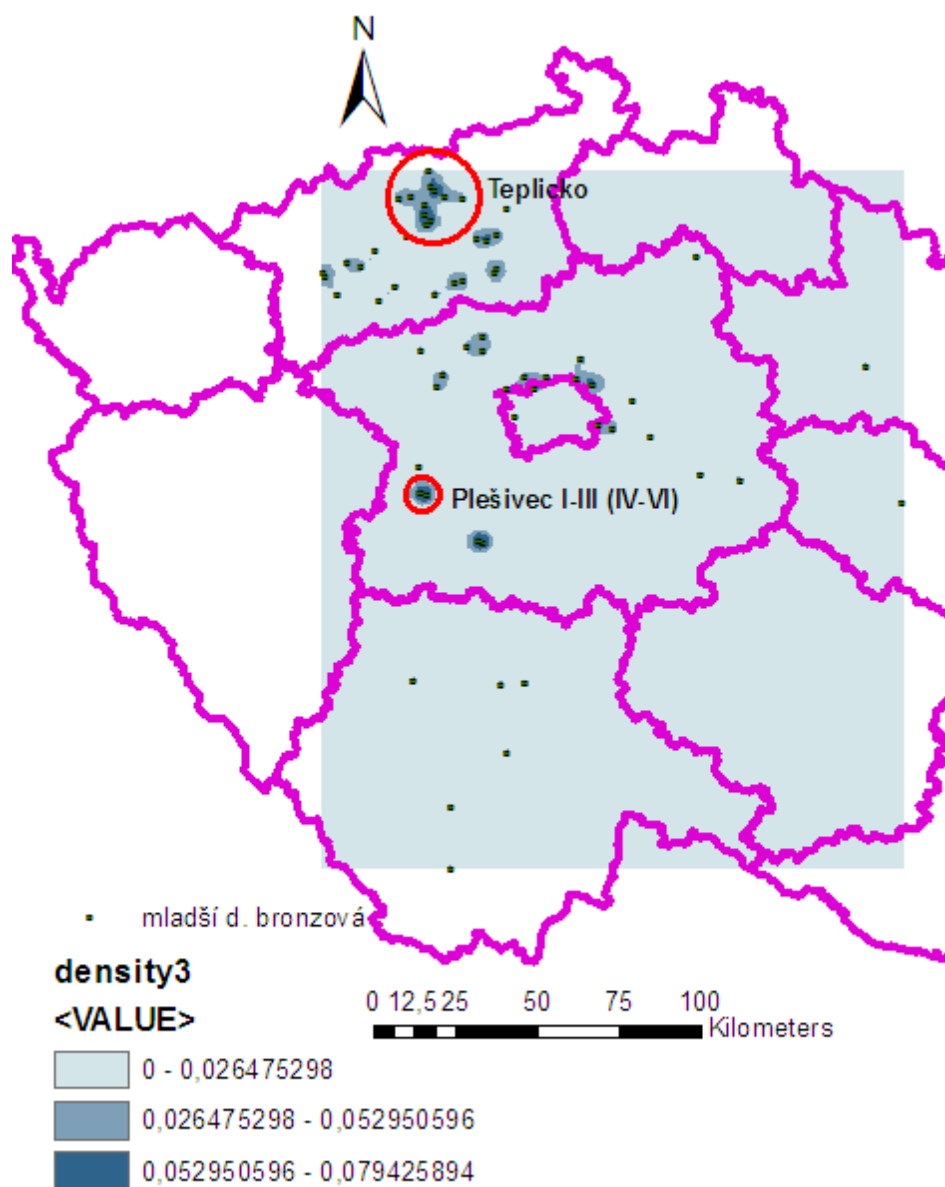 N
Teplicko
Plešivec I-III (IV-VI)
mladší d. bronzová
density3
<VALUE>
0 12,5 25 50 75 100
Kilometers
0 - 0,026475298
0,026475298 - 0,052950596
0,052950596 - 0,079425894